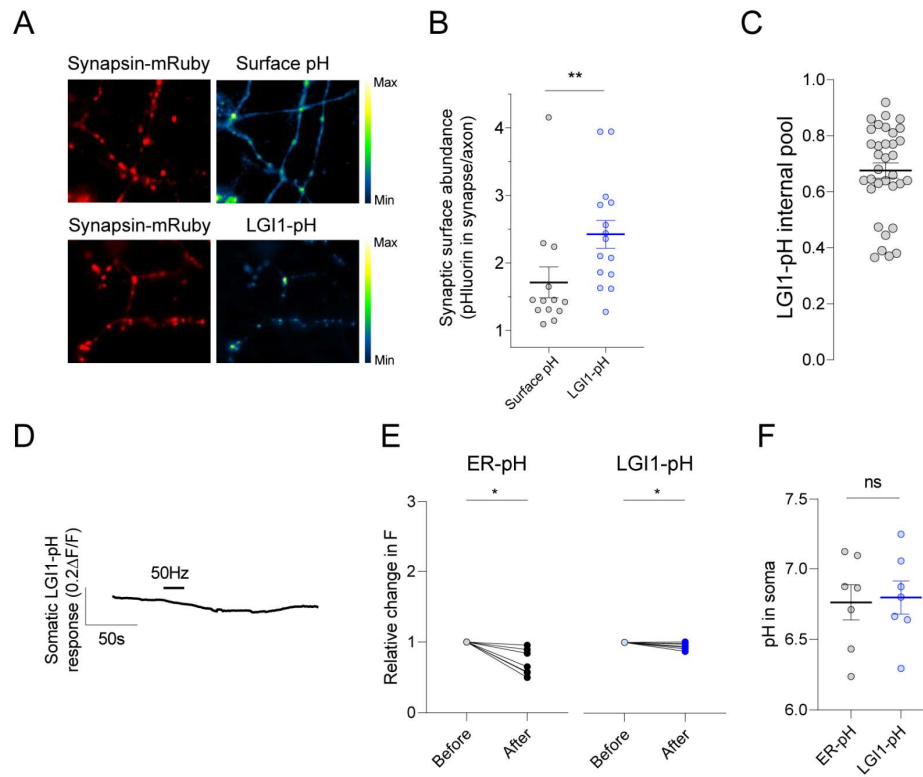 A
Synapsin-mRuby
Surface pH
Max
Min
Synapsin-mRuby
LGI1-pH
Max
Min
B
**
Synaptic surface abundance
(pHluorin in synapse/axon)
4
3
2
1
Surface pH
LGI1-pH
C
LGI1-pH internal pool
1.0
0.8
0.6
0.4
0.2
0.0
D
Somatic LGI1-pH
response (0.2ΔF/F)
50Hz
50s
E
ER-pH
LGI1-pH
*
*
Relative change in F
3
2
1
0
Before
After
Before
After
F
ns
pH in soma
7.5
7.0
6.5
6.0
ER-pH
LGI1-pH